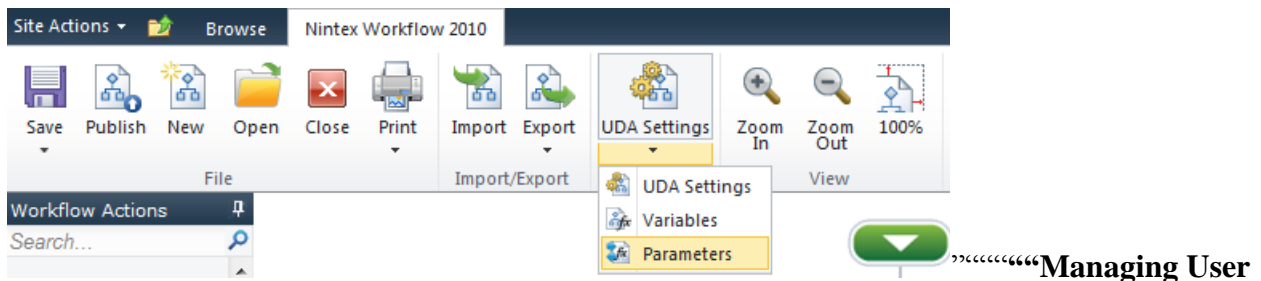 Site Actions Browse Nintex Workflow 2010
Save Publish New Open Close Print Import Export UDA Settings Zoom In Zoom Out 100%
File Import/Export View
UDA Settings
Workflow Actions
Variables
Search...
Parameters
”““““““Managing User